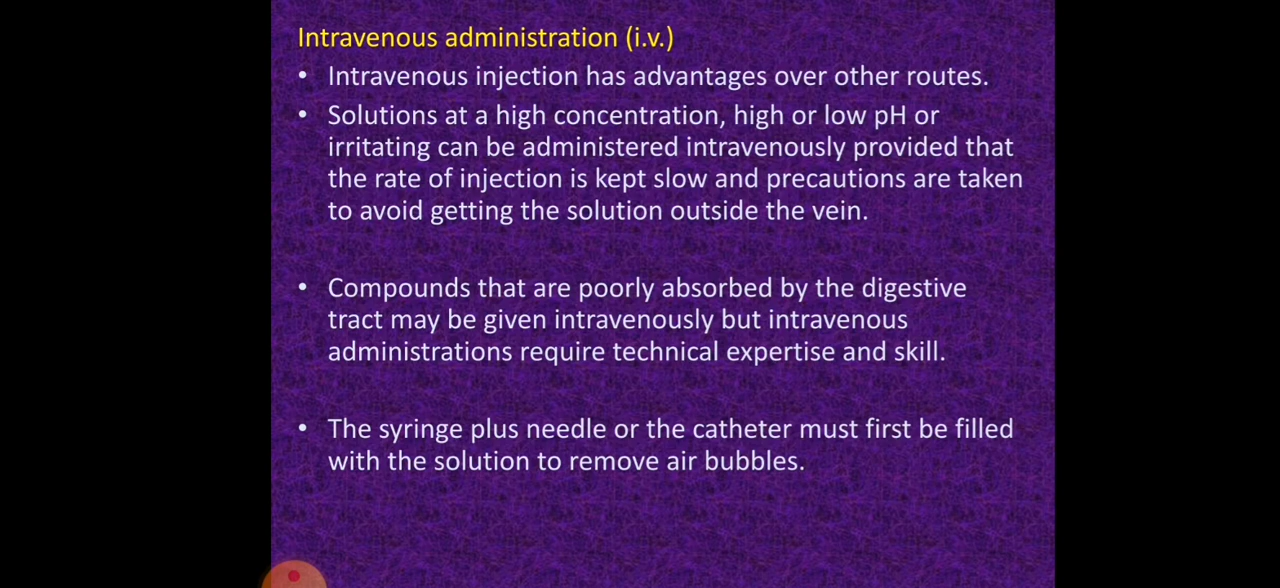 Intravenous administration (i.v.)
• Intravenous injection has advantages over other routes.
• Solutions at a high concentration, high or low pH or
irritating can be administered intravenously provided that
the rate of injection is kept slow and precautions are taken
to avoid getting the solution outside the vein.
• Compounds that are poorly absorbed by the digestive
tract may be given intravenously but intravenous
administrations require technical expertise and skill.
• The syringe plus needle or the catheter must first be filled
with the solution to remove air bubbles.